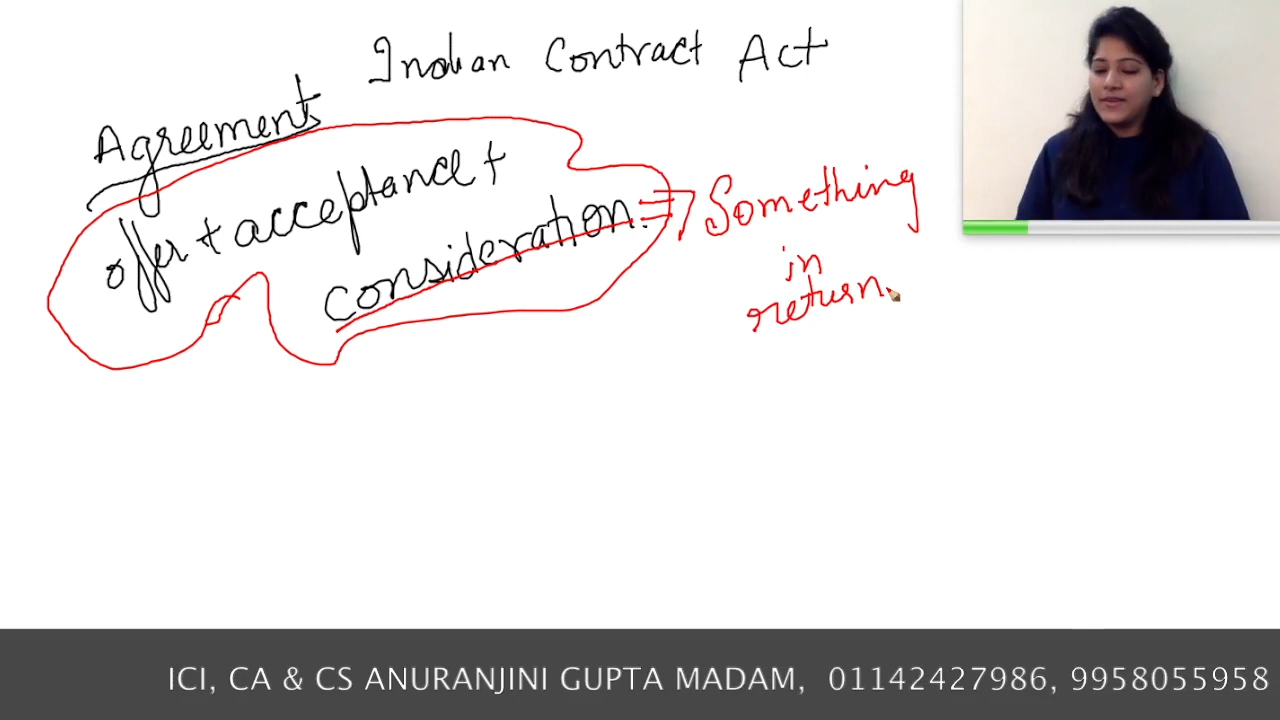 Indian Contract Act
Agreement
offer + acceptance +
consideration.
Something
in
return
ICI, CA & CS ANURANJINI GUPTA MADAM, 01142427986, 9958055958